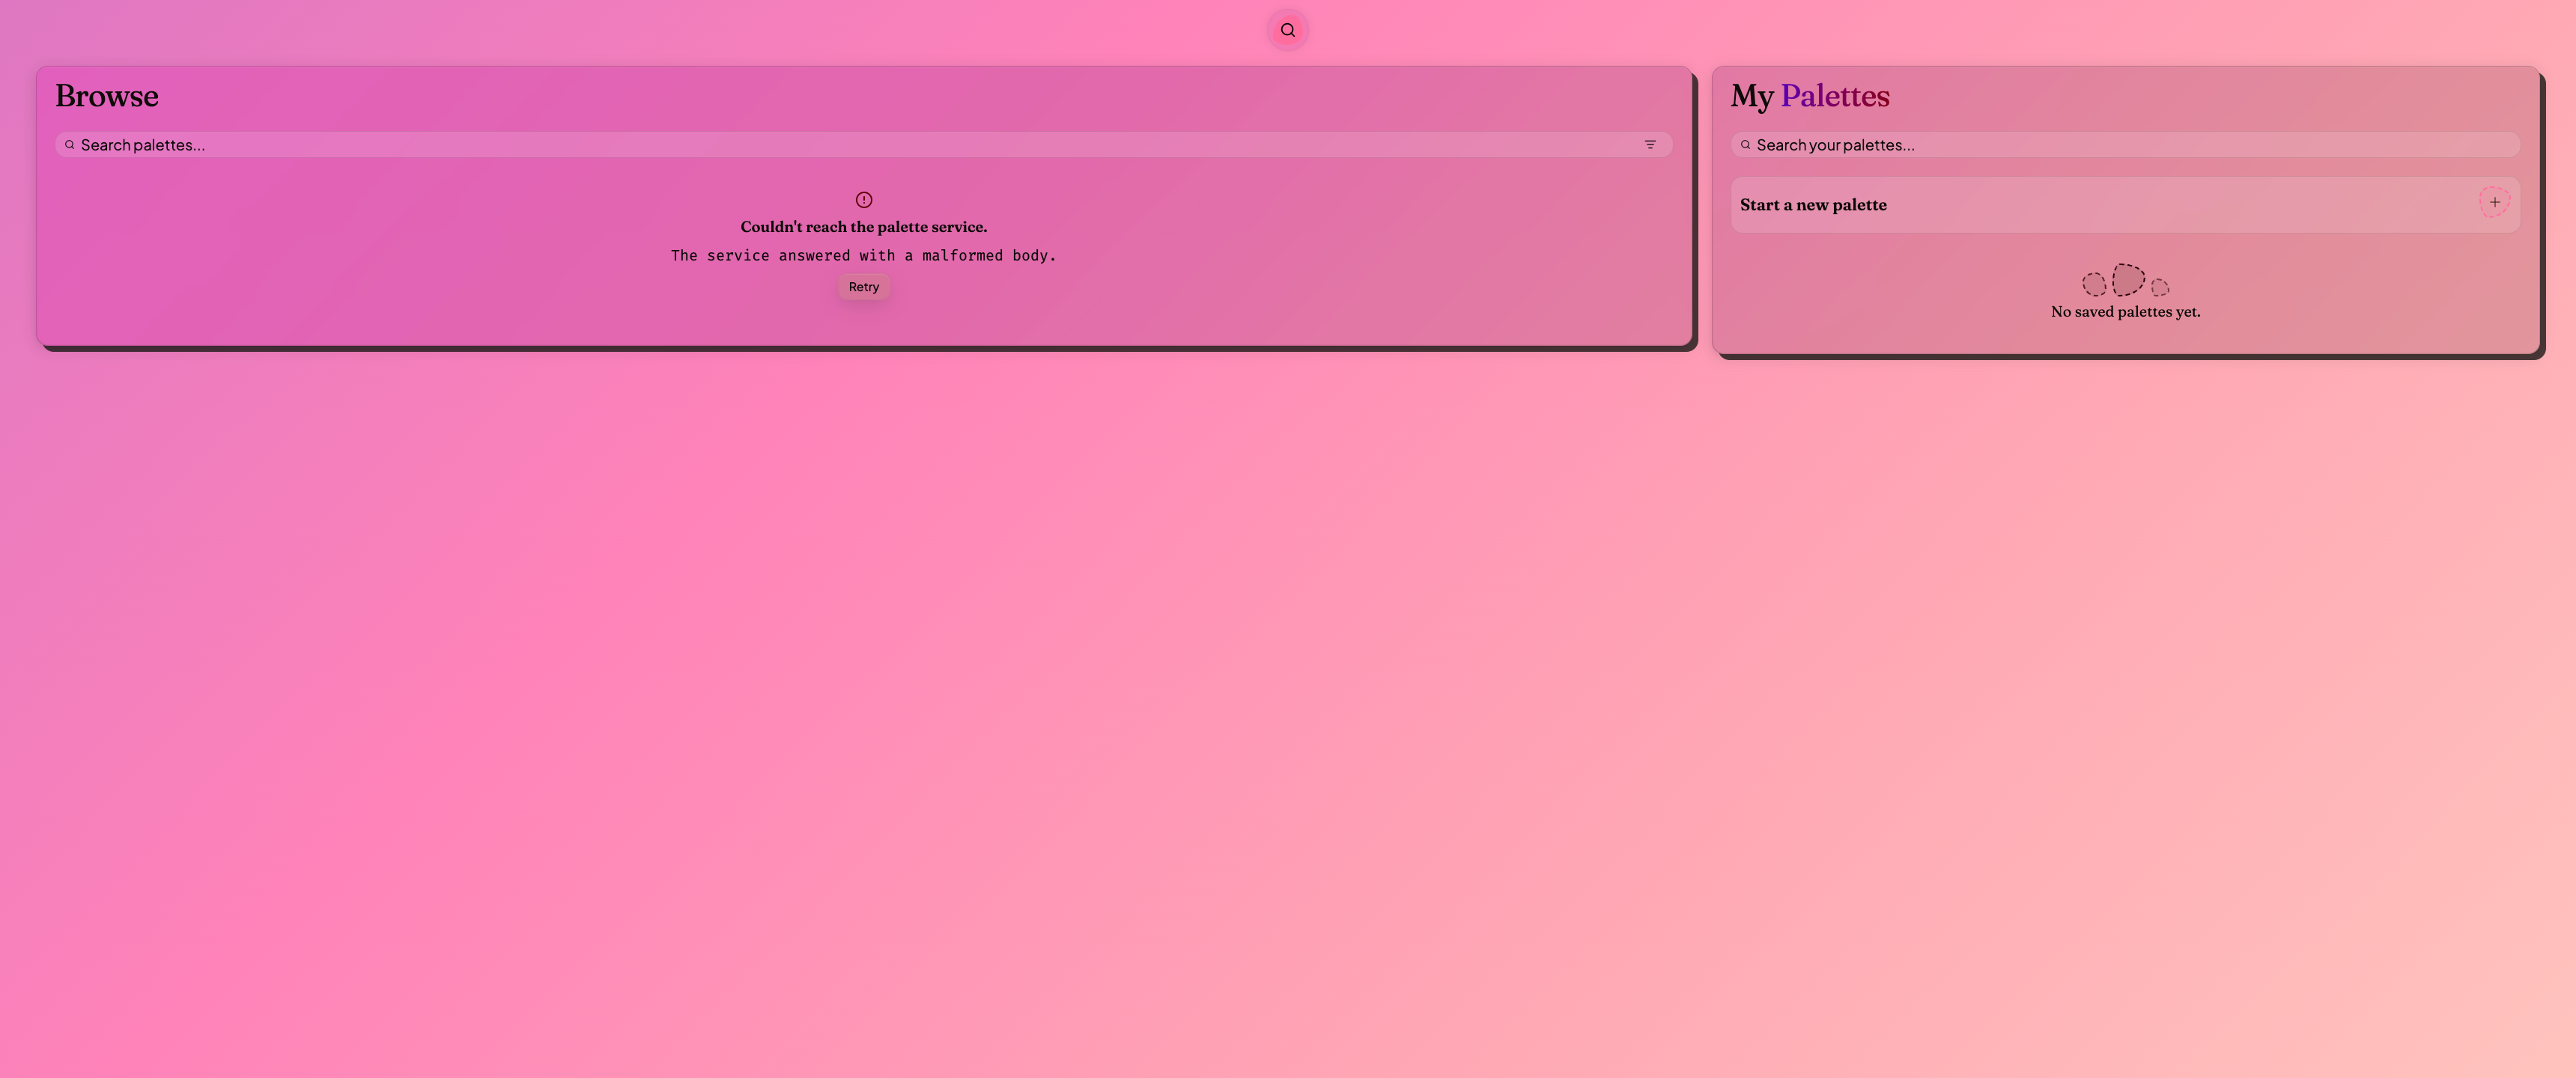 Browse
Search palettes...
Couldn't reach the palette service.
The service answered with a malformed body.
Retry
My Palettes
Search your palettes...
Start a new palette
No saved palettes yet.